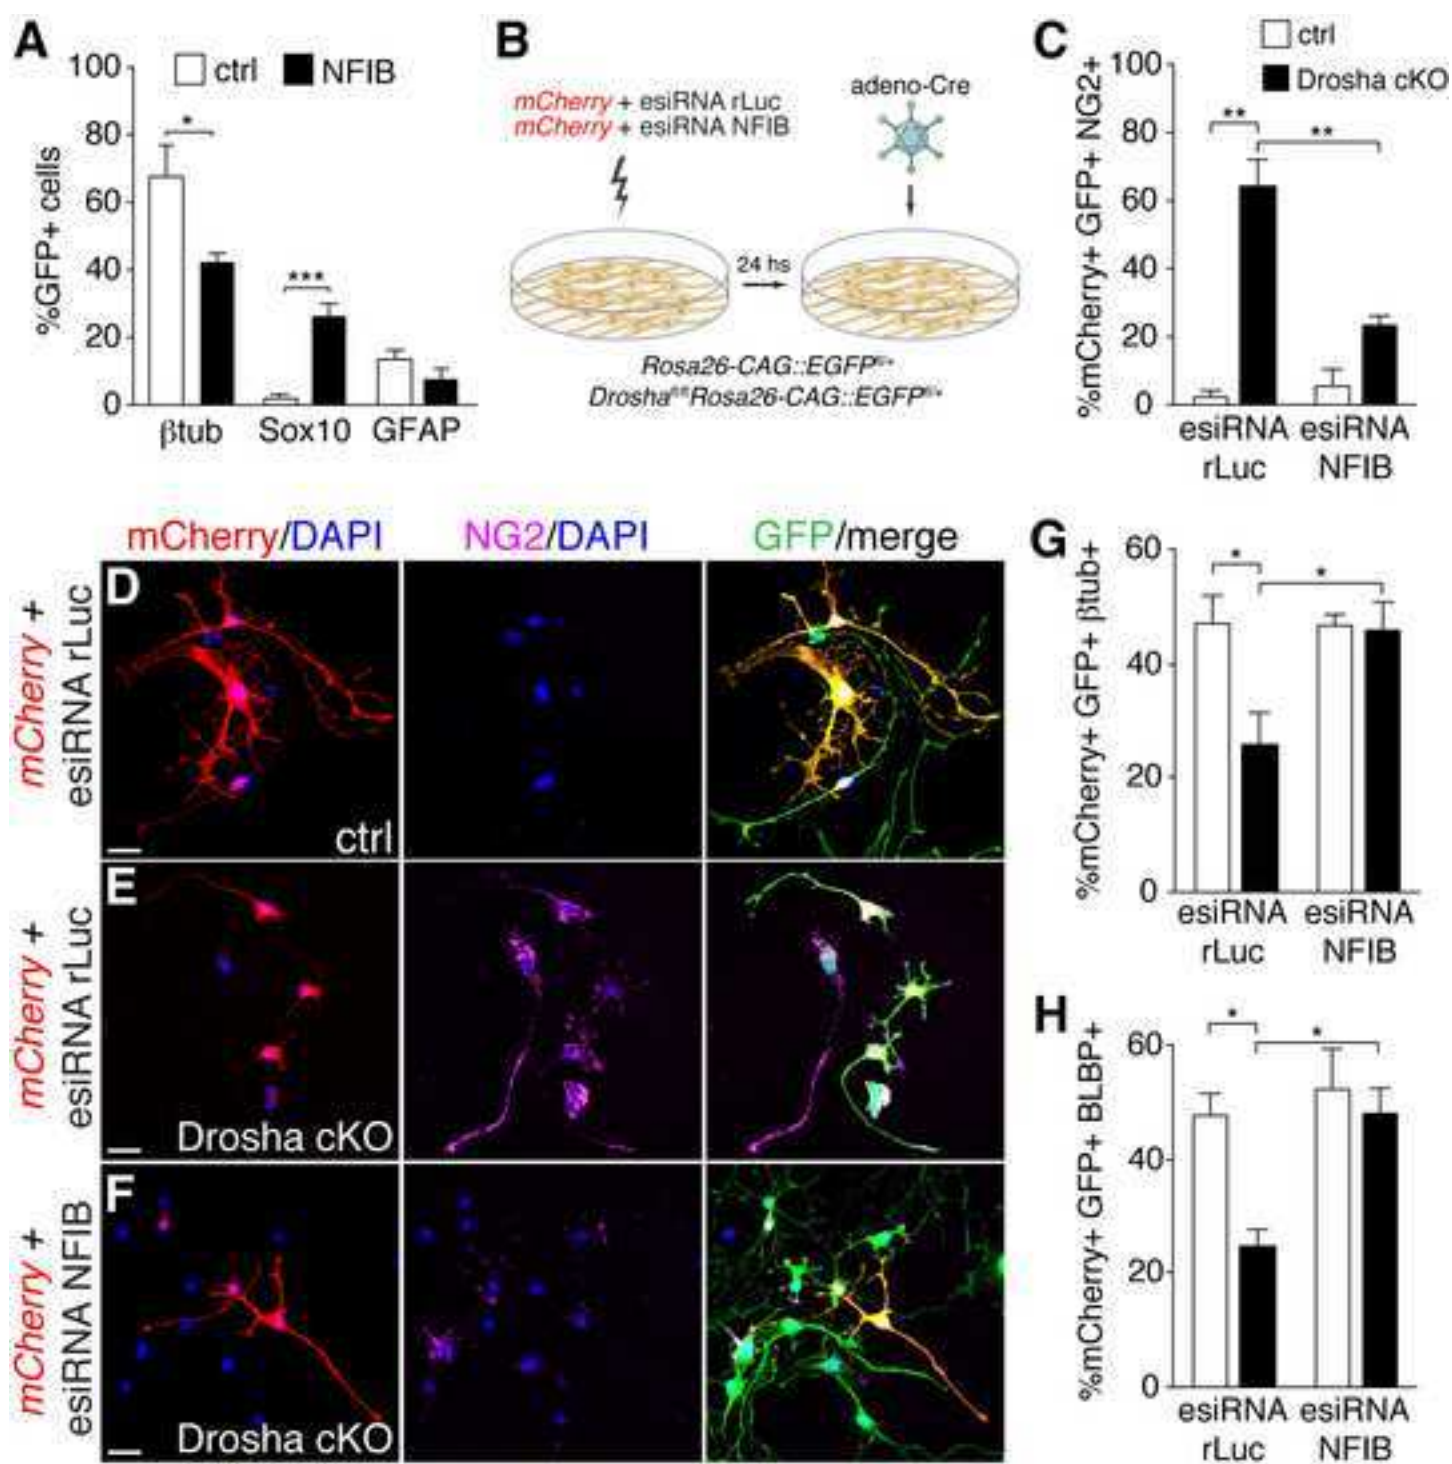 A
ctrl
NFIB
%GFP+ cells
100
80
60
40
20
0
*
***
βtub
Sox10
GFAP
B
mCherry + esiRNA rLuc
mCherry + esiRNA NFIB
adeno-Cre
24 hs
Rosa26-CAG::EGFP
Drosha
Rosa26-CAG::EGFP
C
ctrl
Drosha cKO
%mCherry+ GFP+ NG2+
100
80
60
40
20
0
**
**
esiRNA rLuc
esiRNA NFIB
mCherry/DAPI
NG2/DAPI
GFP/merge
mCherry +
esiRNA rLuc
D
ctrl
mCherry +
esiRNA rLuc
E
Drosha cKO
mCherry +
esiRNA NFIB
F
Drosha cKO
G
%mCherry+ GFP+ βtub+
60
40
20
0
*
*
esiRNA rLuc
esiRNA NFIB
H
%mCherry+ GFP+ BLBP+
60
40
20
0
*
*
esiRNA rLuc
esiRNA NFIB